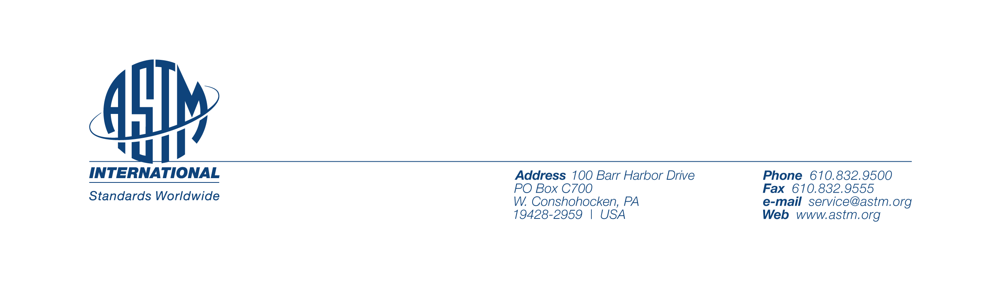 ASTM
INTERNATIONAL
Standards Worldwide
Address 100 Barr Harbor Drive
PO Box C700
W. Conshohocken, PA
19428-2959 | USA
Phone 610.832.9500
Fax 610.832.9555
e-mail service@astm.org
Web www.astm.org